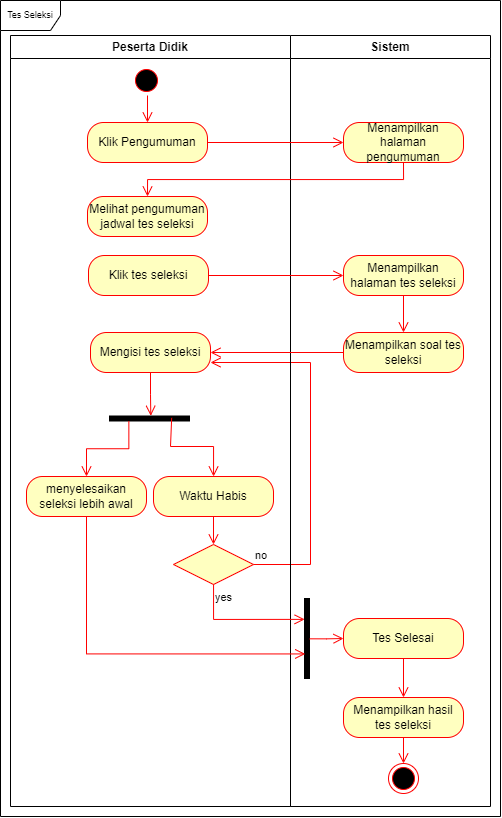 Tes Seleksi
Peserta Didik
Sistem
Klik Pengumuman
Menampilkan
halaman
pengumuman
Melihat pengumuman
jadwal tes seleksi
Klik tes seleksi
Menampilkan
halaman tes seleksi
Mengisi tes seleksi
Menampilkan soal tes
seleksi
menyelesaikan
seleksi lebih awal
Waktu Habis
no
yes
Tes Selesai
Menampilkan hasil
tes seleksi